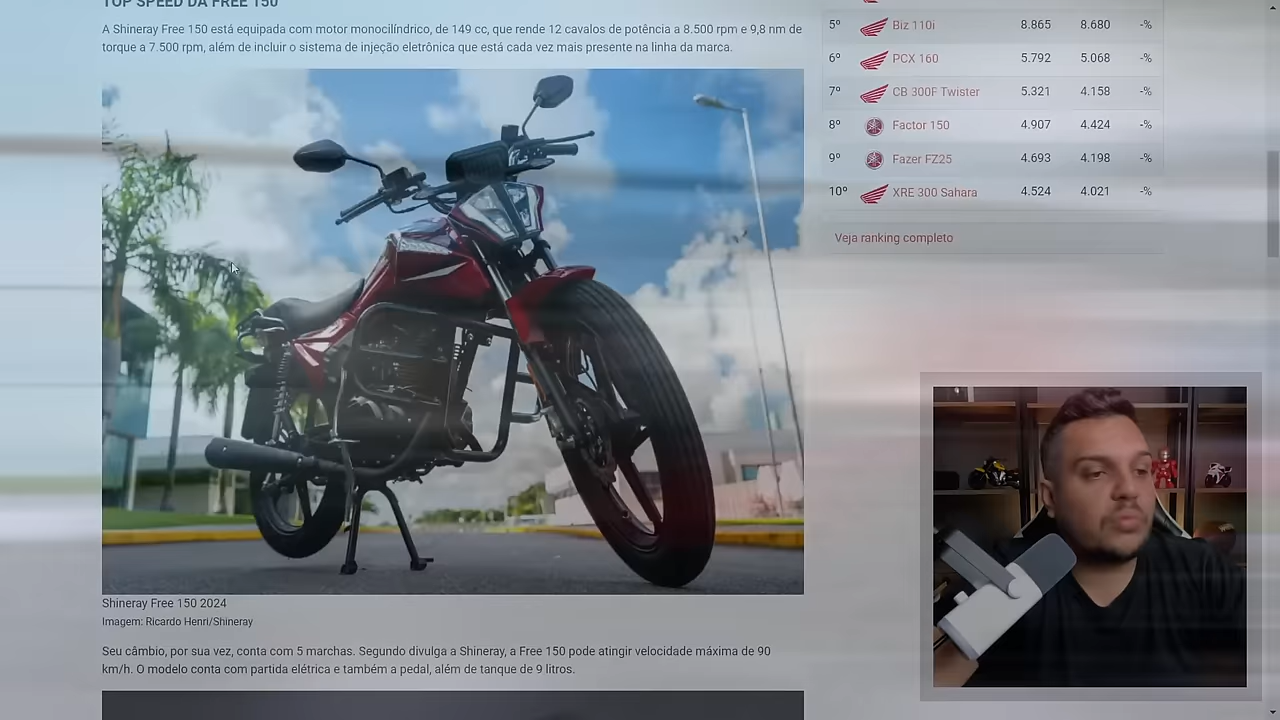 TOP SPEED DA FREE 150
A Shineray Free 150 está equipada com motor monocilíndrico, de 149 cc, que rende 12 cavalos de potência a 8.500 rpm e 9,8 nm de
torque a 7.500 rpm, além de incluir o sistema de injeção eletrônica que está cada vez mais presente na linha da marca.
Shineray Free 150 2024
Imagem: Ricardo Henri/Shineray
Seu câmbio, por sua vez, conta com 5 marchas. Segundo divulga a Shineray, a Free 150 pode atingir velocidade máxima de 90
km/h. O modelo conta com partida elétrica e também a pedal, além de tanque de 9 litros.
5º Biz 110i 8.865 8.680 -%
6º PCX 160 5.792 5.068 -%
7º CB 300F Twister 5.321 4.158 -%
8º Factor 150 4.907 4.424 -%
9º Fazer FZ25 4.693 4.198 -%
10º XRE 300 Sahara 4.524 4.021 -%
Veja ranking completo